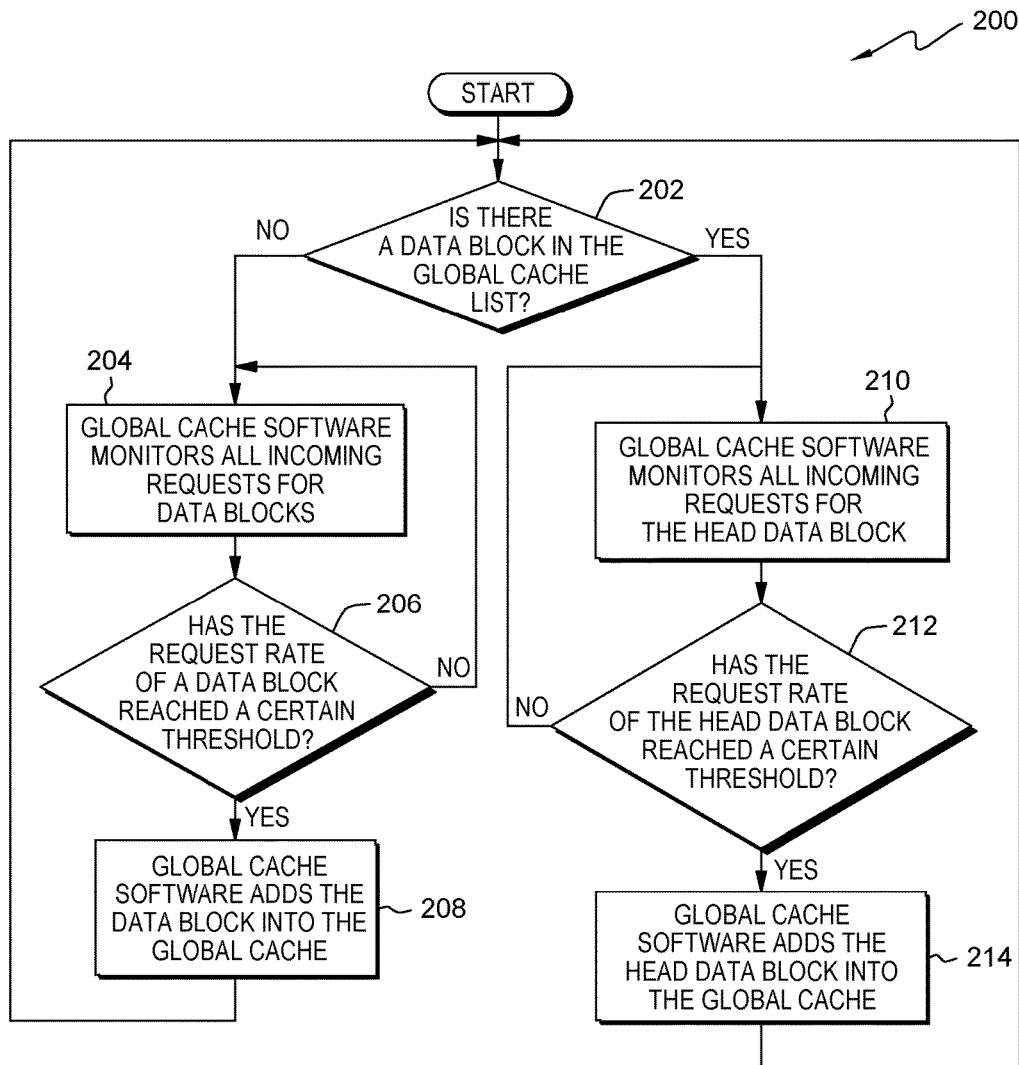 200
START
202
IS THERE
A DATA BLOCK IN THE
GLOBAL CACHE
LIST?
NO
YES
204
GLOBAL CACHE SOFTWARE
MONITORS ALL INCOMING
REQUESTS FOR
DATA BLOCKS
206
HAS THE
REQUEST RATE
OF A DATA BLOCK
REACHED A CERTAIN
THRESHOLD?
NO
YES
GLOBAL CACHE
SOFTWARE ADDS THE
DATA BLOCK INTO THE
GLOBAL CACHE
208
210
GLOBAL CACHE SOFTWARE
MONITORS ALL INCOMING
REQUESTS FOR
THE HEAD DATA BLOCK
212
HAS THE
REQUEST RATE
OF THE HEAD DATA BLOCK
REACHED A CERTAIN
THRESHOLD?
NO
YES
GLOBAL CACHE
SOFTWARE ADDS THE
HEAD DATA BLOCK INTO
THE GLOBAL CACHE
214